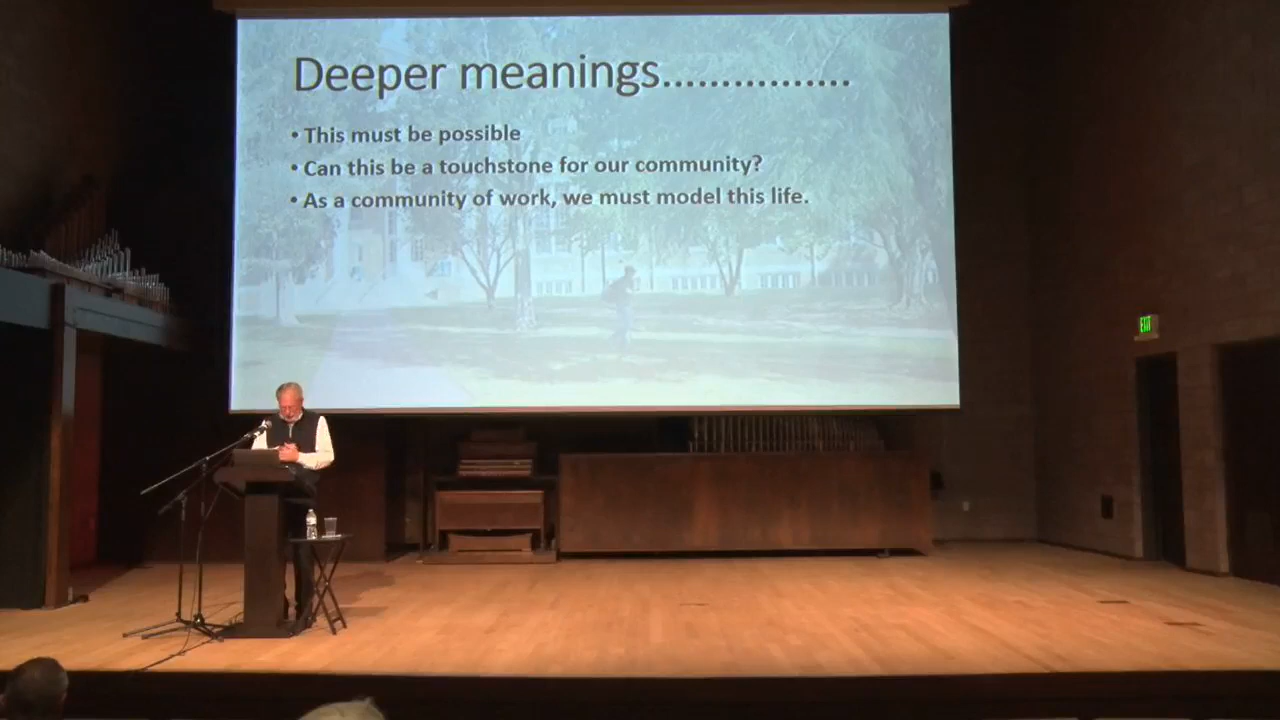 Deeper meanings................
• This must be possible
• Can this be a touchstone for our community?
• As a community of work, we must model this life.
EXIT